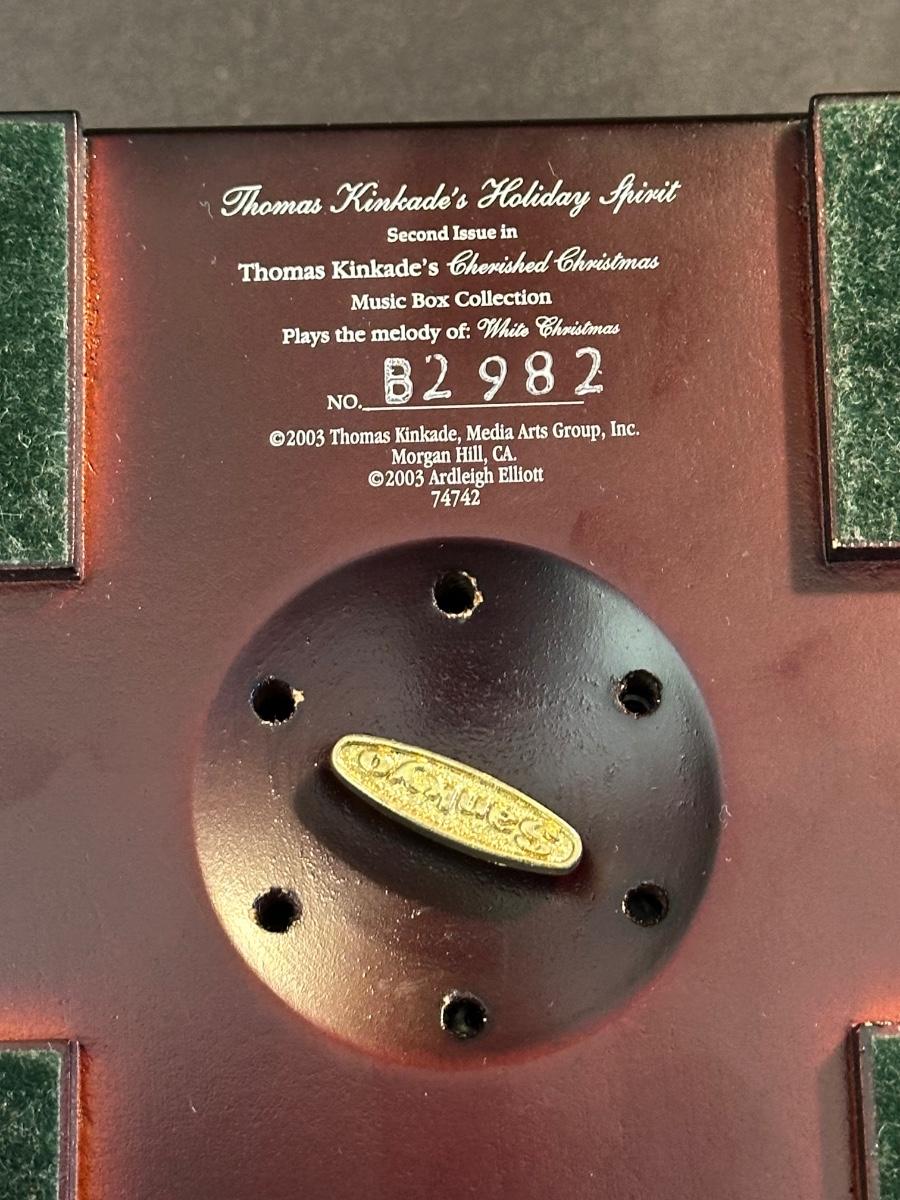 Thomas Kinkade's Holiday Spirit
Second Issue in
Thomas Kinkade's Cherished Christmas
Music Box Collection
Plays the melody of: White Christmas
NO. B2982
©2003 Thomas Kinkade, Media Arts Group, Inc.
Morgan Hill, CA.
©2003 Ardleigh Elliott
74742
Sankyo